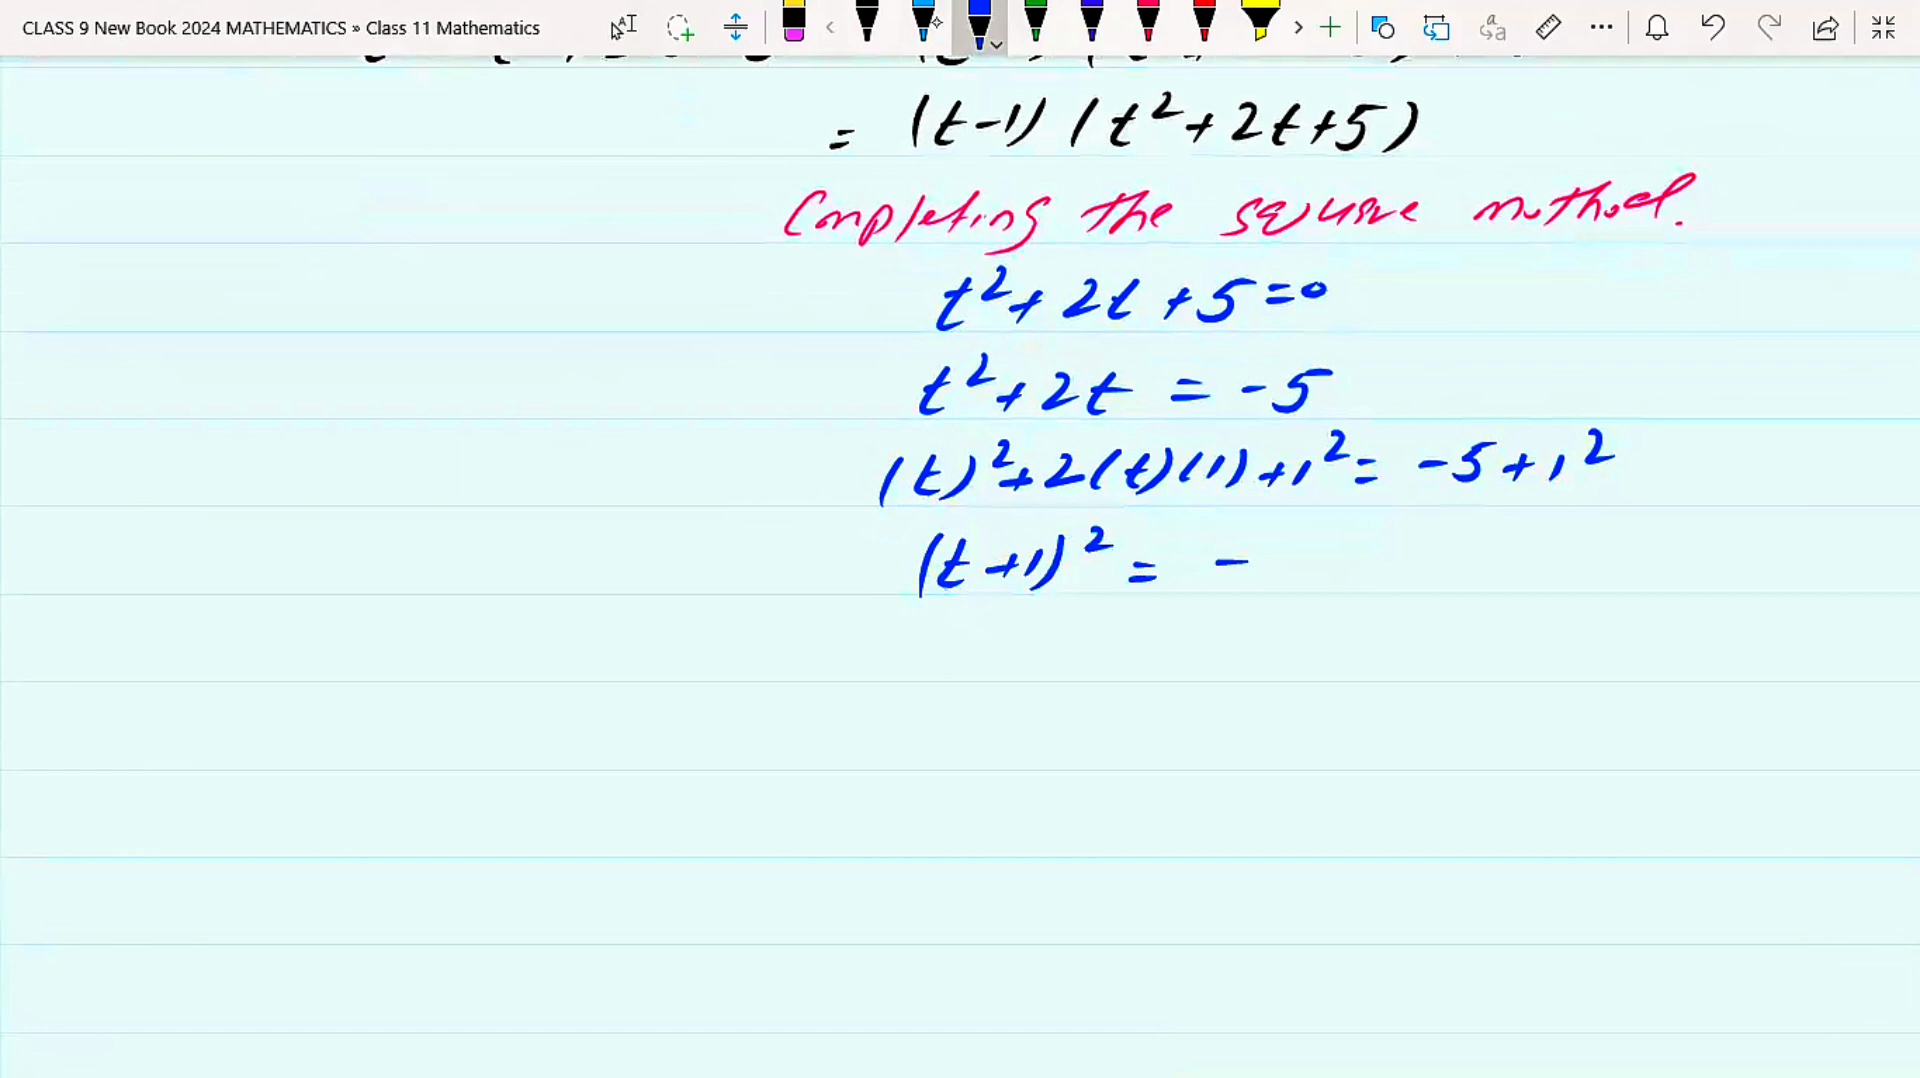 CLASS 9 New Book 2024 MATHEMATICS » Class 11 Mathematics
= (t-1) (t²+2t+5)
Completing the square method.
t²+2t+5=0
t²+2t = -5
(t)²+2(t)(1)+1²= -5+1²
(t+1)² = -